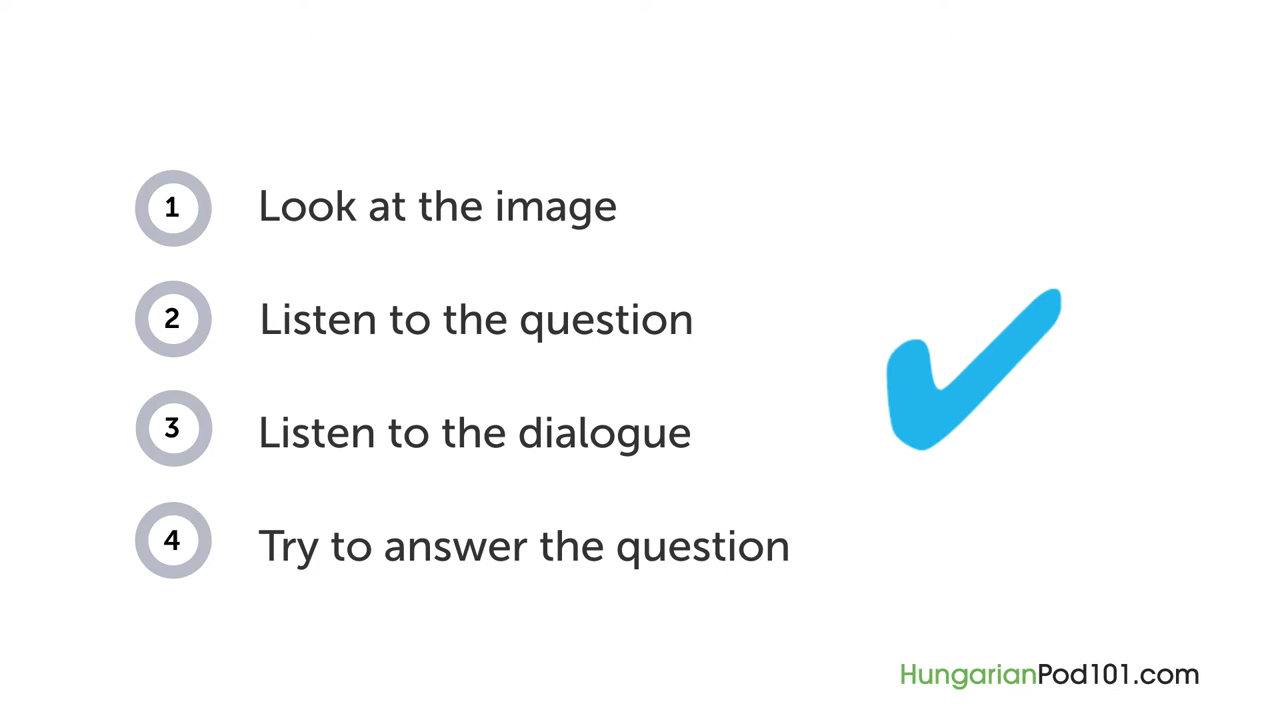 1 Look at the image
2 Listen to the question
3 Listen to the dialogue
4 Try to answer the question
HungarianPod101.com